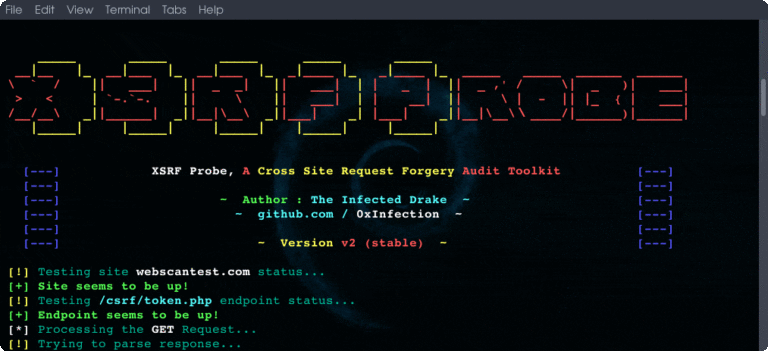 File Edit View Terminal Tabs Help
XSRFPROBE
[---] XSRF Probe, A Cross Site Request Forgery Audit Toolkit [---]
[---] [---]
[---] ~ Author : The Infected Drake ~ [---]
[---] ~ github.com / 0xInfection ~ [---]
[---] [---]
[---] ~ Version v2 (stable) ~ [---]
[!] Testing site webscantest.com status...
[+] Site seems to be up!
[!] Testing /csrf/token.php endpoint status...
[+] Endpoint seems to be up!
[*] Processing the GET Request...
[!] Trying to parse response...